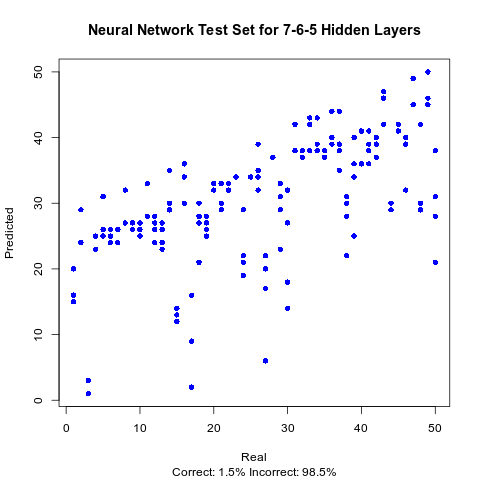 Neural Network Test Set for 7-6-5 Hidden Layers
Predicted
50
40
30
20
10
0
0 10 20 30 40 50
Real
Correct: 1.5% Incorrect: 98.5%